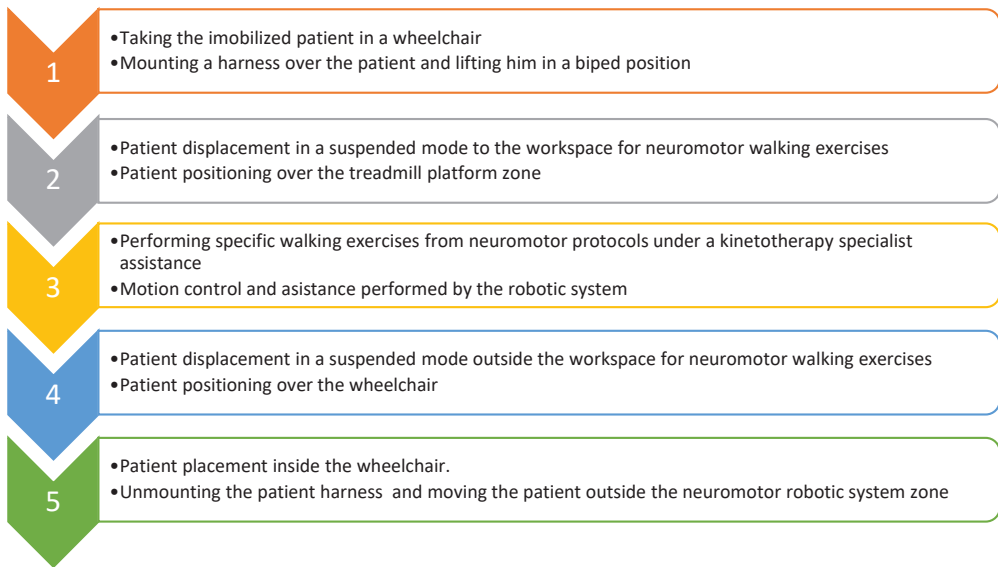 1
•Taking the imobilized patient in a wheelchair
•Mounting a harness over the patient and lifting him in a biped position
2
•Patient displacement in a suspended mode to the workspace for neuromotor walking exercises
•Patient positioning over the treadmill platform zone
3
•Performing specific walking exercises from neuromotor protocols under a kinetotherapy specialist
assistance
•Motion control and asistance performed by the robotic system
4
•Patient displacement in a suspended mode outside the workspace for neuromotor walking exercises
•Patient positioning over the wheelchair
5
•Patient placement inside the wheelchair.
•Unmounting the patient harness  and moving the patient outside the neuromotor robotic system zone